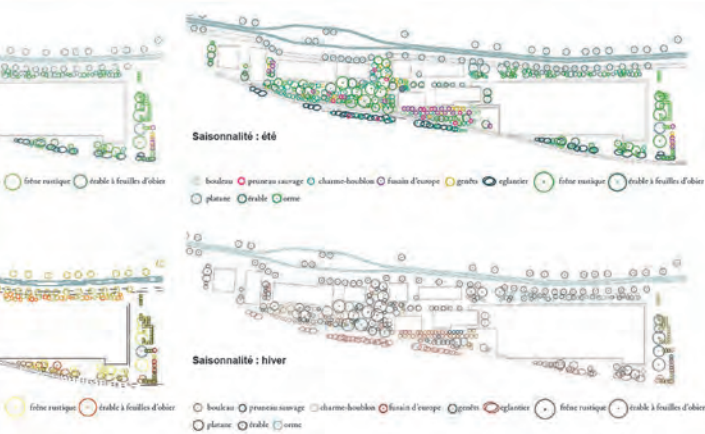 Saisonnalité : été
frêne rustique érable à feuilles d'obier
bouleau pruneau sauvage charme-houblon fusain d'europe genêts eglantier frêne rustique érable à feuilles d'obier
platane érable orme
Saisonnalité : hiver
frêne rustique érable à feuilles d'obier
bouleau pruneau sauvage charme-houblon fusain d'europe genêts eglantier frêne rustique érable à feuilles d'obier
platane érable orme